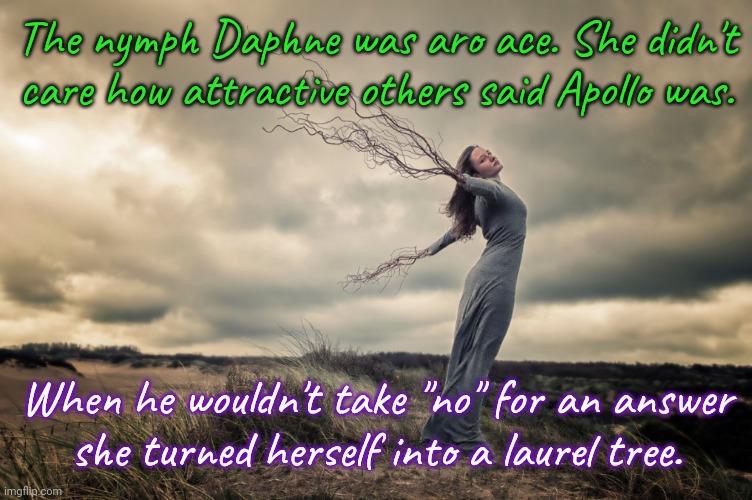 The nymph Daphne was aro ace. She didn't
care how attractive others said Apollo was.
When he wouldn't take "no" for an answer
she turned herself into a laurel tree.
imgflip.com